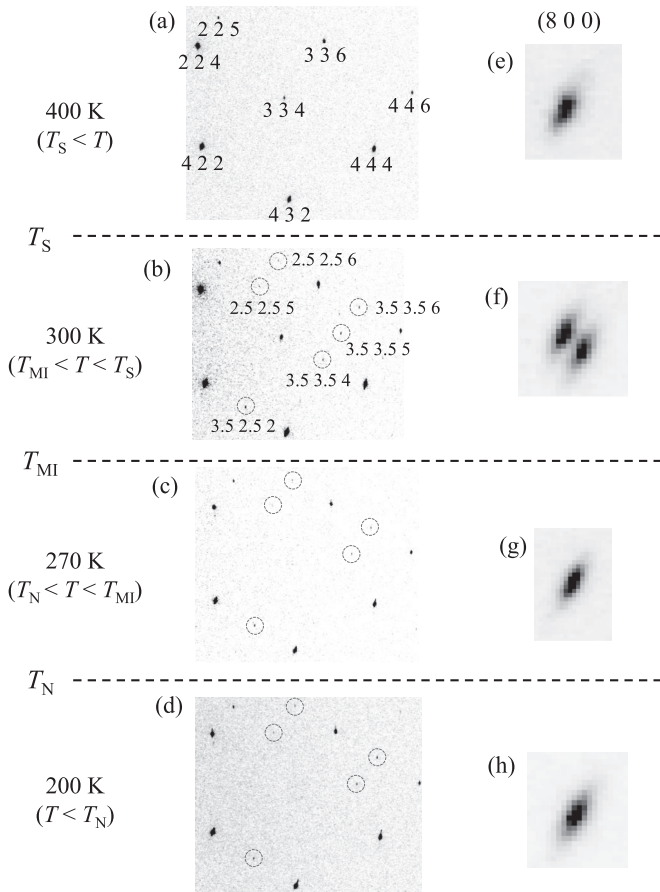 (a)
2 2 5
2 2 4
3 3 6
3 3 4
4 4 6
4 2 2
4 4 4
4 3 2
(8 0 0)
(e)
400 K
(T_S < T)
T_S
(b)
2.5 2.5 6
2.5 2.5 5
3.5 3.5 6
3.5 3.5 5
3.5 3.5 4
3.5 2.5 2
(f)
300 K
(T_MI < T < T_S)
T_MI
(c)
(g)
270 K
(T_N < T < T_MI)
T_N
(d)
(h)
200 K
(T < T_N)